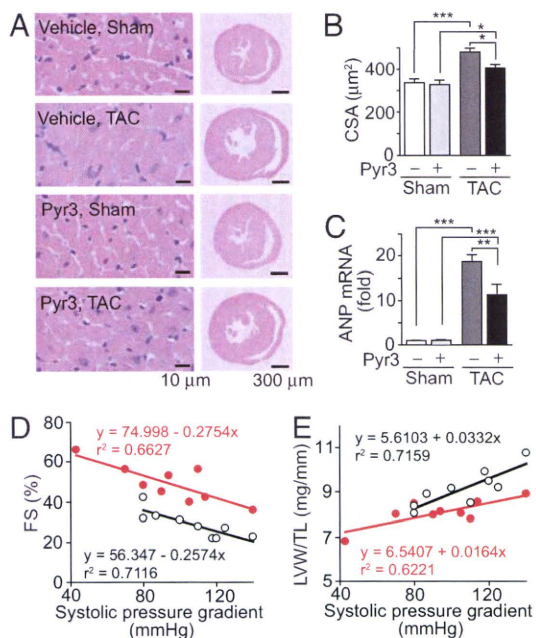 A
Vehicle, Sham
Vehicle, TAC
Pyr3, Sham
Pyr3, TAC
10 μm
300 μm
B
***
*
*
CSA (μm²)
400
200
0
Pyr3 − + − +
Sham TAC
C
***
***
**
ANP mRNA
(fold)
20
10
0
Pyr3 − + − +
Sham TAC
D
y = 74.998 - 0.2754x
r² = 0.6627
FS (%)
80
60
40
20
0
y = 56.347 -0.2574x
r² = 0.7116
40 80 120
Systolic pressure gradient
(mmHg)
E
y = 5.6103 + 0.0332x
r² = 0.7159
LVW/TL (mg/mm)
11
9
7
5
y = 6.5407 + 0.0164x
r² = 0.6221
40 80 120
Systolic pressure gradient
(mmHg)